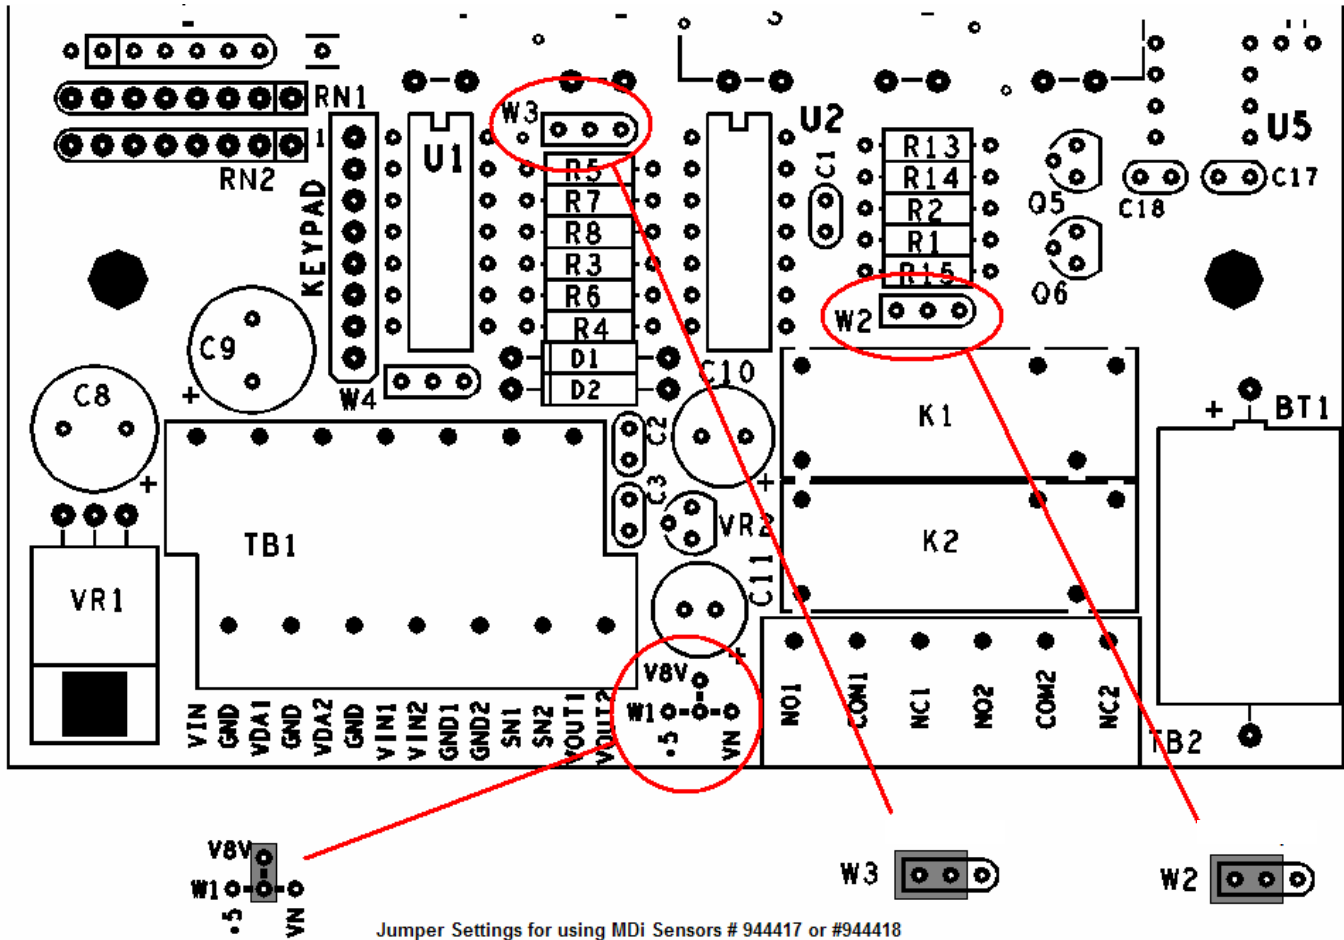 RN1
1
RN2
KEYPAD
U1
W3
R5
R7
R8
R3
R6
R4
D1
D2
W4
U2
C1
R13
R14
R2
R1
R15
W2
Q5
Q6
C18
C17
U5
C9
+
C8
+
C10
+
C2
C3
VR2
C11
+
K1
K2
+
BT1
TB1
VR1
VIN
GND
VDA1
GND
VDA2
GND
VIN1
VIN2
GND1
GND2
SN1
SN2
VOUT1
VOUT2
V8V
W1
.5
VN
NO1
COM1
NC1
NO2
COM2
NC2
TB2
V8V
W1
.5
VN
W3
W2
Jumper Settings for using MDi Sensors # 944417 or #944418